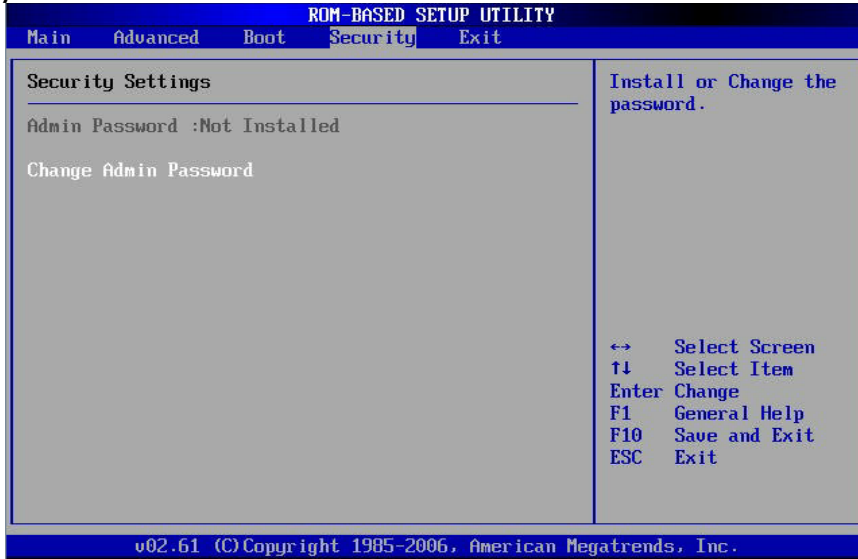 ROM-BASED SETUP UTILITY
Main Advanced Boot Security Exit
Security Settings
Admin Password :Not Installed
Change Admin Password
Install or Change the
password.
↔ Select Screen
↑↓ Select Item
Enter Change
F1 General Help
F10 Save and Exit
ESC Exit
v02.61 (C)Copyright 1985-2006, American Megatrends, Inc.